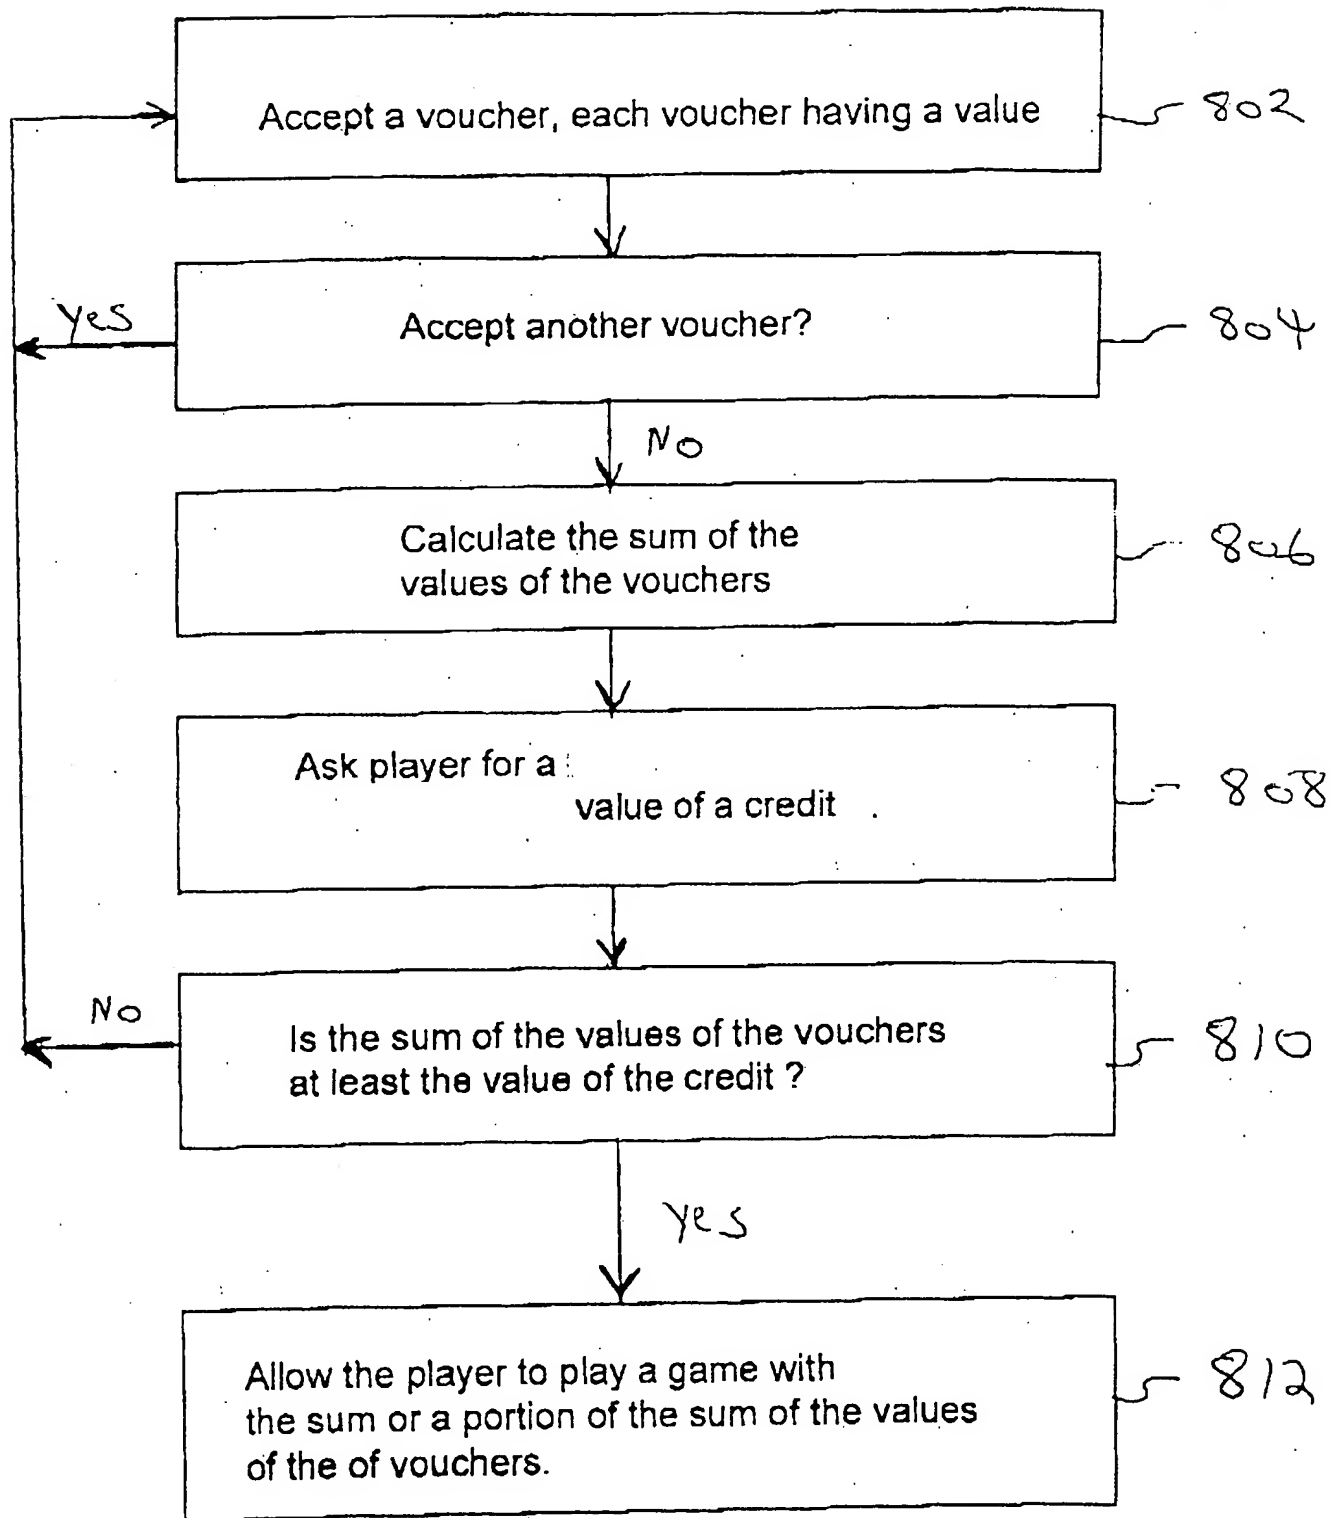 Accept a voucher, each voucher having a value
802
Accept another voucher?
804
yes
No
Calculate the sum of the
values of the vouchers
806
Ask player for a
value of a credit
808
Is the sum of the values of the vouchers
at least the value of the credit ?
810
No
yes
Allow the player to play a game with
the sum or a portion of the sum of the values
of the of vouchers.
812